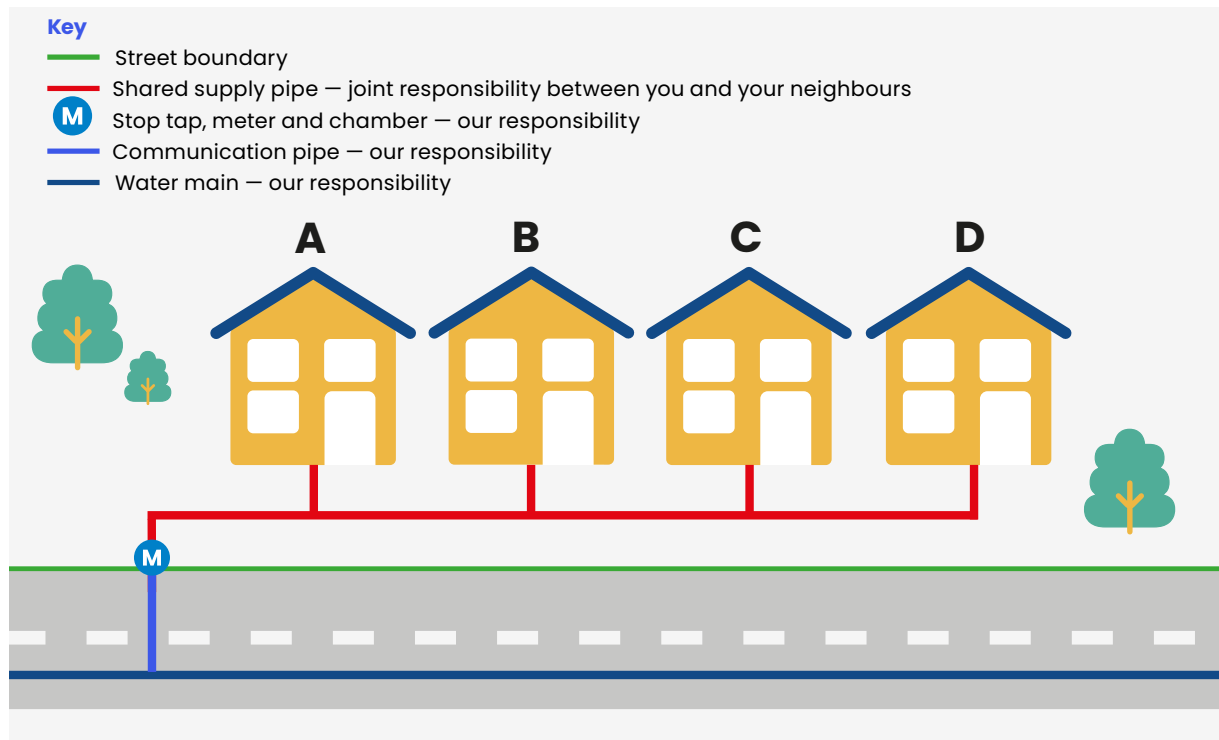 Key
Street boundary
Shared supply pipe — joint responsibility between you and your neighbours
M
Stop tap, meter and chamber — our responsibility
Communication pipe — our responsibility
Water main — our responsibility
A
B
C
D
M